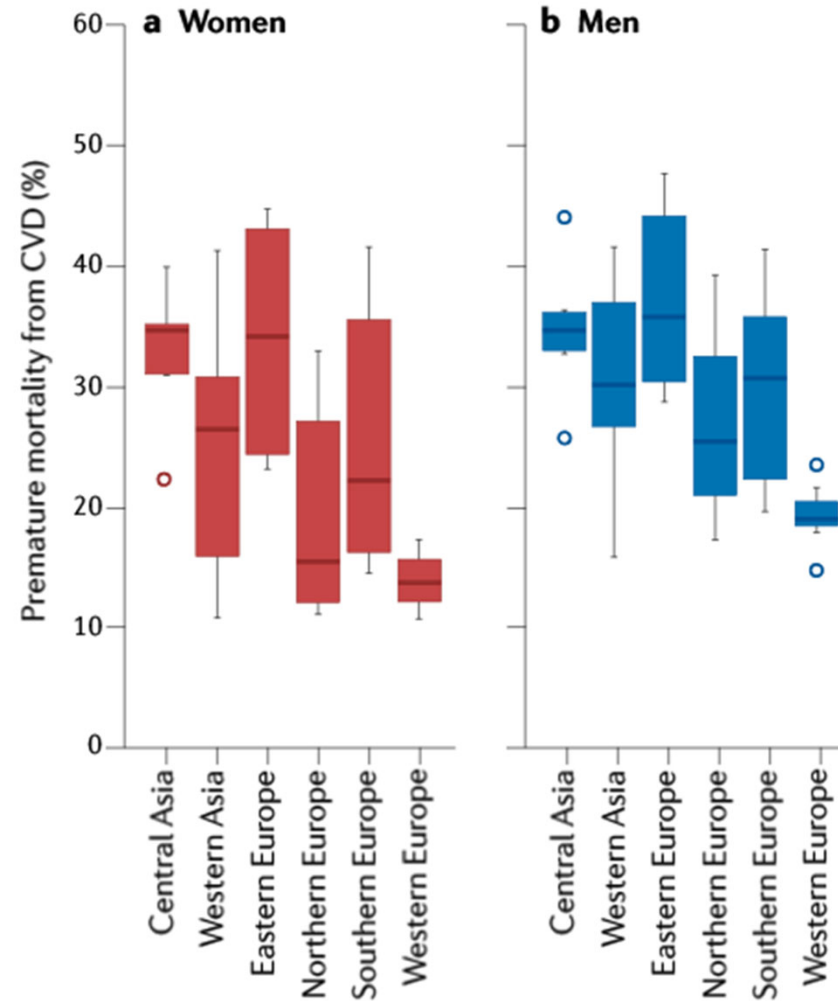 a Women
b Men
Premature mortality from CVD (%)
60
50
40
30
20
10
0
Central Asia
Western Asia
Eastern Europe
Northern Europe
Southern Europe
Western Europe
Central Asia
Western Asia
Eastern Europe
Northern Europe
Southern Europe
Western Europe